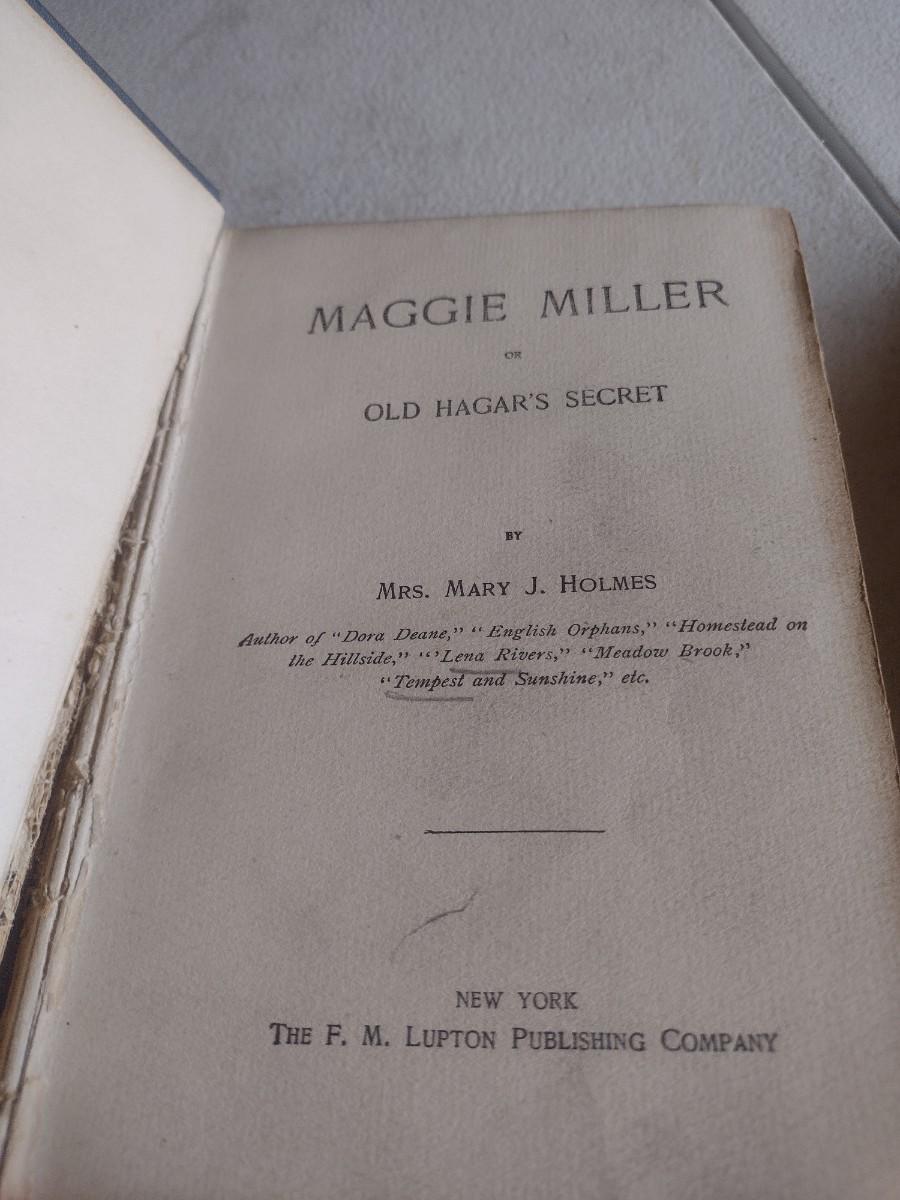 MAGGIE MILLER
OR
OLD HAGAR'S SECRET
BY
MRS. MARY J. HOLMES
Author of "Dora Deane," "English Orphans," "Homestead on
the Hillside," "'Lena Rivers," "Meadow Brook,"
"Tempest and Sunshine," etc.
NEW YORK
THE F. M. LUPTON PUBLISHING COMPANY